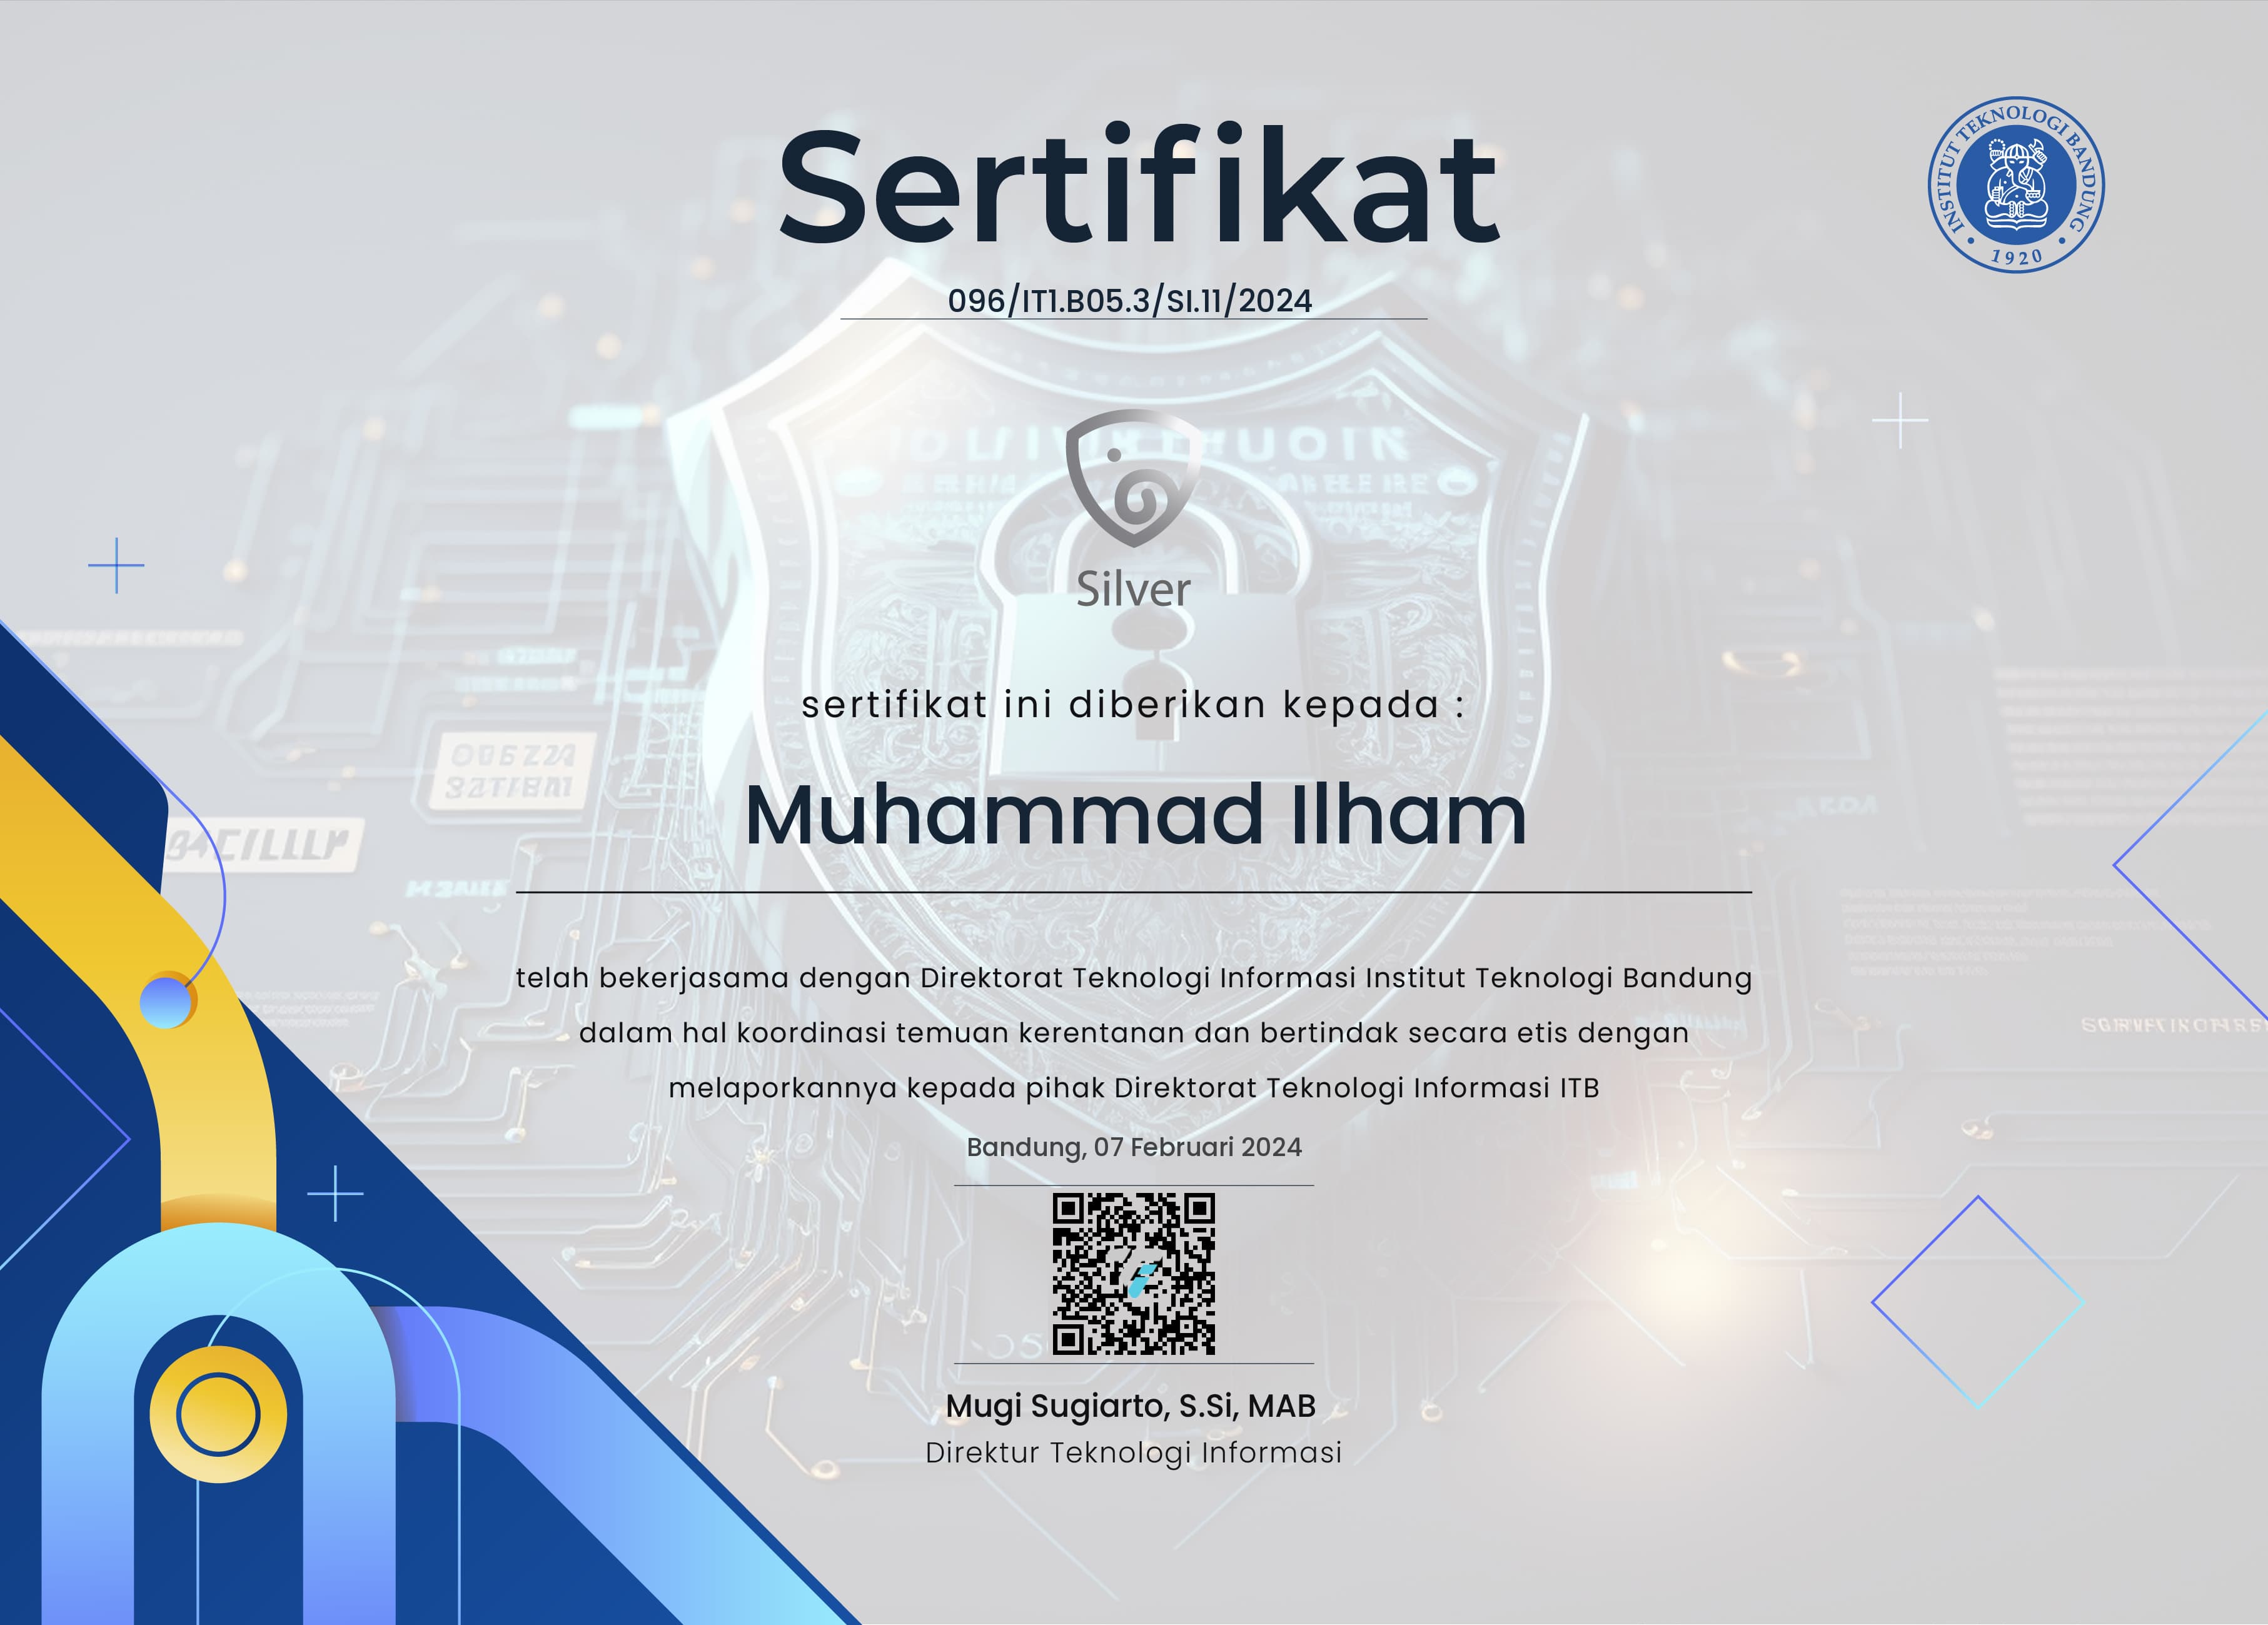 Sertifikat
INSTITUT TEKNOLOGI BANDUNG
1920
096/IT1.B05.3/SI.11/2024
Silver
sertifikat ini diberikan kepada :
Muhammad Ilham
telah bekerjasama dengan Direktorat Teknologi Informasi Institut Teknologi Bandung
dalam hal koordinasi temuan kerentanan dan bertindak secara etis dengan
melaporkannya kepada pihak Direktorat Teknologi Informasi ITB
Bandung, 07 Februari 2024
Mugi Sugiarto, S.Si, MAB
Direktur Teknologi Informasi